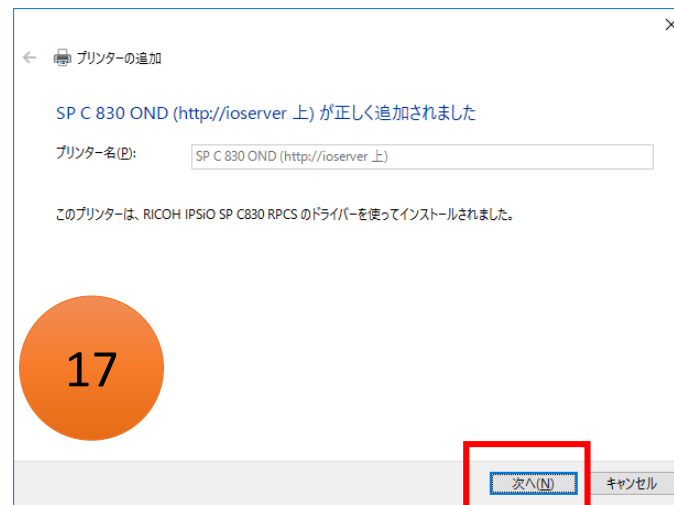 プリンターの追加
SP C 830 OND (http://ioserver 上) が正しく追加されました
プリンター名(P):
SP C 830 OND (http://ioserver 上)
このプリンターは、RICOH IPSiO SP C830 RPCS のドライバーを使ってインストールされました。
17
次へ(N)
キャンセル